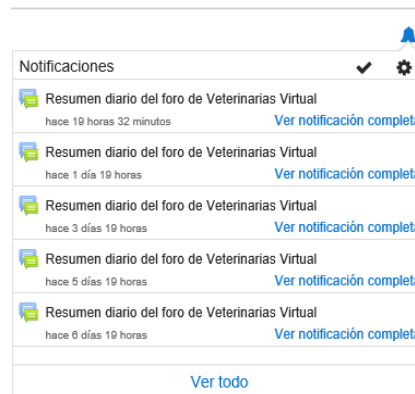 Notificaciones
Resumen diario del foro de Veterinarias Virtual
hace 19 horas 32 minutos Ver notificación complet
Resumen diario del foro de Veterinarias Virtual
hace 1 día 19 horas Ver notificación complet
Resumen diario del foro de Veterinarias Virtual
hace 3 días 19 horas Ver notificación complet
Resumen diario del foro de Veterinarias Virtual
hace 5 días 19 horas Ver notificación complet
Resumen diario del foro de Veterinarias Virtual
hace 6 días 19 horas Ver notificación complet
Ver todo